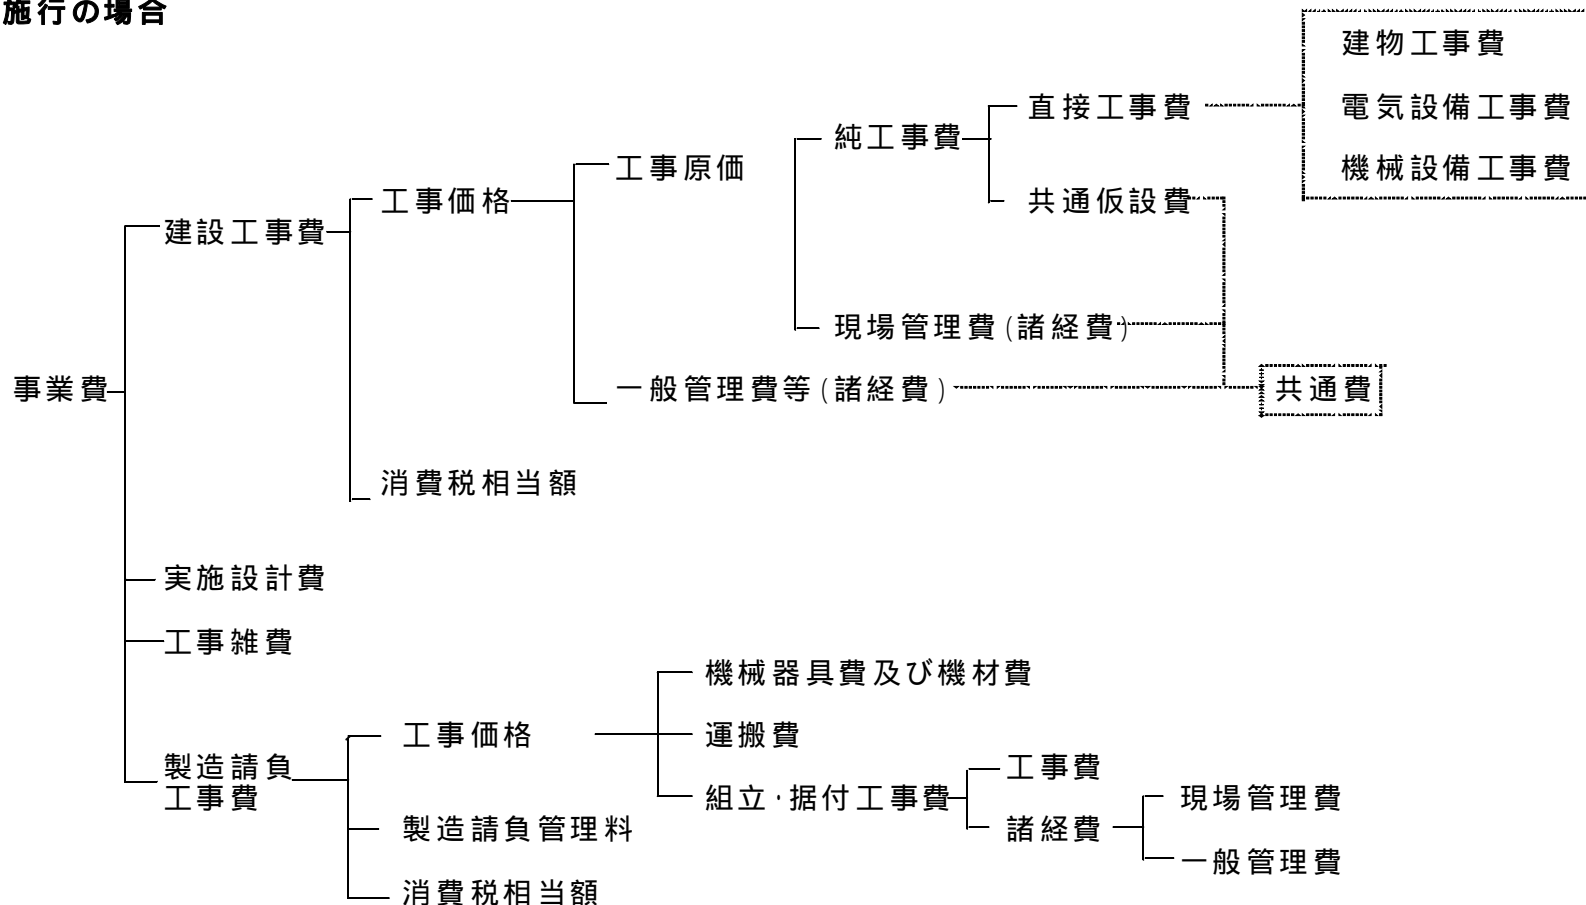 施行の場合
建物工事費
電気設備工事費
機械設備工事費
直接工事費
純工事費
共通仮設費
工事原価
工事価格
建設工事費
現場管理費(諸経費)
事業費
一般管理費等(諸経費)
共通費
消費税相当額
実施設計費
工事雑費
機械器具費及び機材費
工事価格
運搬費
製造請負
工事費
組立・据付工事費
工事費
諸経費
現場管理費
一般管理費
製造請負管理料
消費税相当額